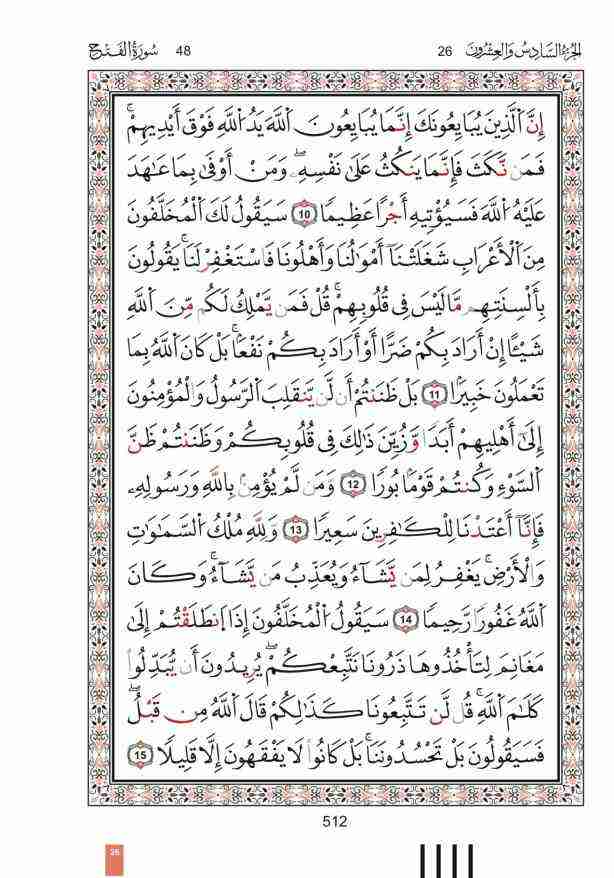 الجزء السادس والعشرون 26 48 سورة الفتح
إِنَّ ٱلَّذِينَ يُبَايِعُونَكَ إِنَّمَا يُبَايِعُونَ ٱللَّهَ يَدُ ٱللَّهِ فَوْقَ أَيْدِيهِمْ ۚ
فَمَن نَّكَثَ فَإِنَّمَا يَنكُثُ عَلَىٰ نَفْسِهِۦ ۖ وَمَنْ أَوْفَىٰ بِمَا عَـٰهَدَ
عَلَيْهُ ٱللَّهَ فَسَيُؤْتِيهِ أَجْرًا عَظِيمًا 10 سَيَقُولُ لَكَ ٱلْمُخَلَّفُونَ
مِنَ ٱلْأَعْرَابِ شَغَلَتْنَآ أَمْوَٰلُنَا وَأَهْلُونَا فَٱسْتَغْفِرْ لَنَا ۚ يَقُولُونَ
بِأَلْسِنَتِهِم مَّا لَيْسَ فِى قُلُوبِهِمْ ۚ قُلْ فَمَن يَمْلِكُ لَكُم مِّنَ ٱللَّهِ
شَيْـًٔا إِنْ أَرَادَ بِكُمْ ضَرًّا أَوْ أَرَادَ بِكُمْ نَفْعًۢا ۚ بَلْ كَانَ ٱللَّهُ بِمَا
تَعْمَلُونَ خَبِيرًۢا 11 بَلْ ظَنَنتُمْ أَن لَّن يَنقَلِبَ ٱلرَّسُولُ وَٱلْمُؤْمِنُونَ
إِلَىٰٓ أَهْلِيهِمْ أَبَدًا وَزُيِّنَ ذَٰلِكَ فِى قُلُوبِكُمْ وَظَنَنتُمْ ظَنَّ
ٱلسَّوْءِ وَكُنتُمْ قَوْمًۢا بُورًا 12 وَمَن لَّمْ يُؤْمِنۢ بِٱللَّهِ وَرَسُولِهِۦ
فَإِنَّآ أَعْتَدْنَا لِلْكَـٰفِرِينَ سَعِيرًا 13 وَلِلَّهِ مُلْكُ ٱلسَّمَـٰوَٰتِ
وَٱلْأَرْضِ ۚ يَغْفِرُ لِمَن يَشَآءُ وَيُعَذِّبُ مَن يَشَآءُ ۚ وَكَانَ
ٱللَّهُ غَفُورًا رَّحِيمًا 14 سَيَقُولُ ٱلْمُخَلَّفُونَ إِذَا ٱنطَلَقْتُمْ إِلَىٰ
مَغَانِمَ لِتَأْخُذُوهَا ذَرُونَا نَتَّبِعْكُمْ ۖ يُرِيدُونَ أَن يُبَدِّلُوا۟
كَلَـٰمَ ٱللَّهِ ۚ قُل لَّن تَتَّبِعُونَا كَذَٰلِكُمْ قَالَ ٱللَّهُ مِن قَبْلُ ۖ
فَسَيَقُولُونَ بَلْ تَحْسُدُونَنَا ۚ بَلْ كَانُوا۟ لَا يَفْقَهُونَ إِلَّا قَلِيلًا 15
512
26